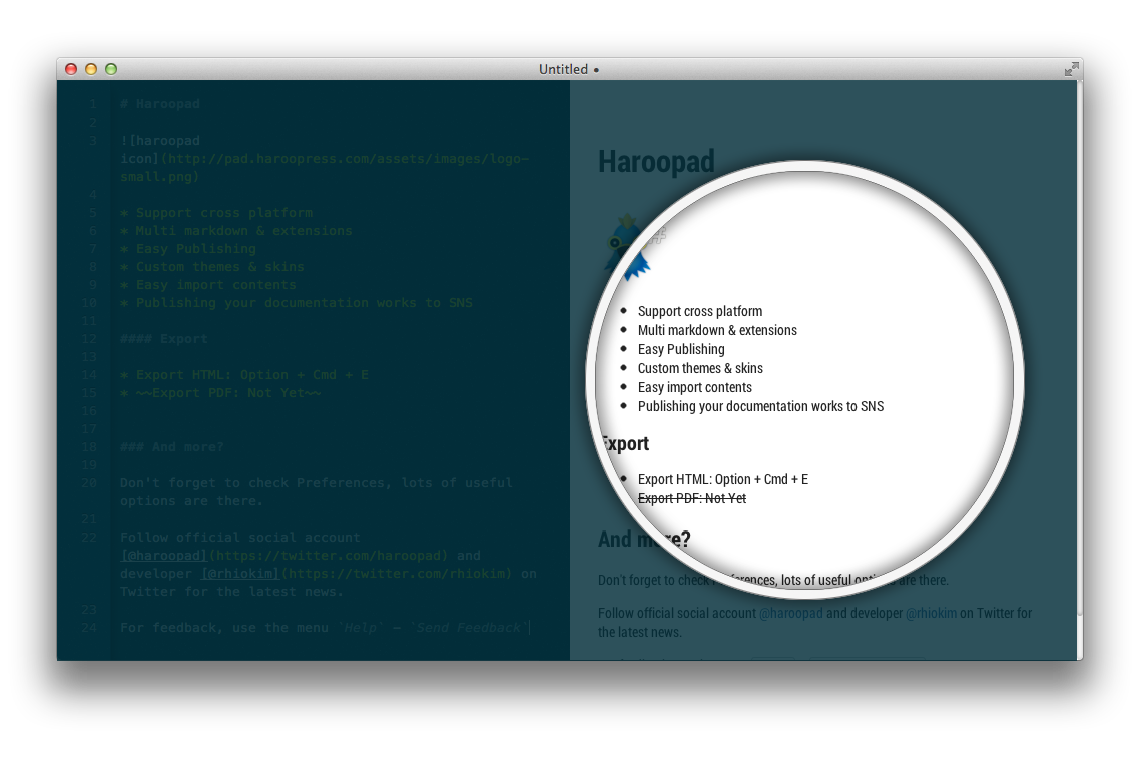 Untitled •
1 # Haroopad
2
3 ![haroopad
icon](http://pad.haroopress.com/assets/images/logo-
small.png)
4
5 * Support cross platform
6 * Multi markdown & extensions
7 * Easy Publishing
8 * Custom themes & skins
9 * Easy import contents
10 * Publishing your documentation works to SNS
11
12 #### Export
13
14 * Export HTML: Option + Cmd + E
15 * ~~Export PDF: Not Yet~~
16
17
18 ### And more?
19
20 Don't forget to check Preferences, lots of useful
options are there.
21
22 Follow official social account
[@haroopad](https://twitter.com/haroopad) and
developer [@rhiokim](https://twitter.com/rhiokim) on
Twitter for the latest news.
23
24 For feedback, use the menu `Help` – `Send Feedback`
Haroopad
#
• Support cross platform
• Multi markdown & extensions
• Easy Publishing
• Custom themes & skins
• Easy import contents
• Publishing your documentation works to SNS
Export
• Export HTML: Option + Cmd + E
Export PDF: Not Yet
And more?
Don't forget to check Preferences, lots of useful options are there.
Follow official social account @haroopad and developer @rhiokim on Twitter for
the latest news.